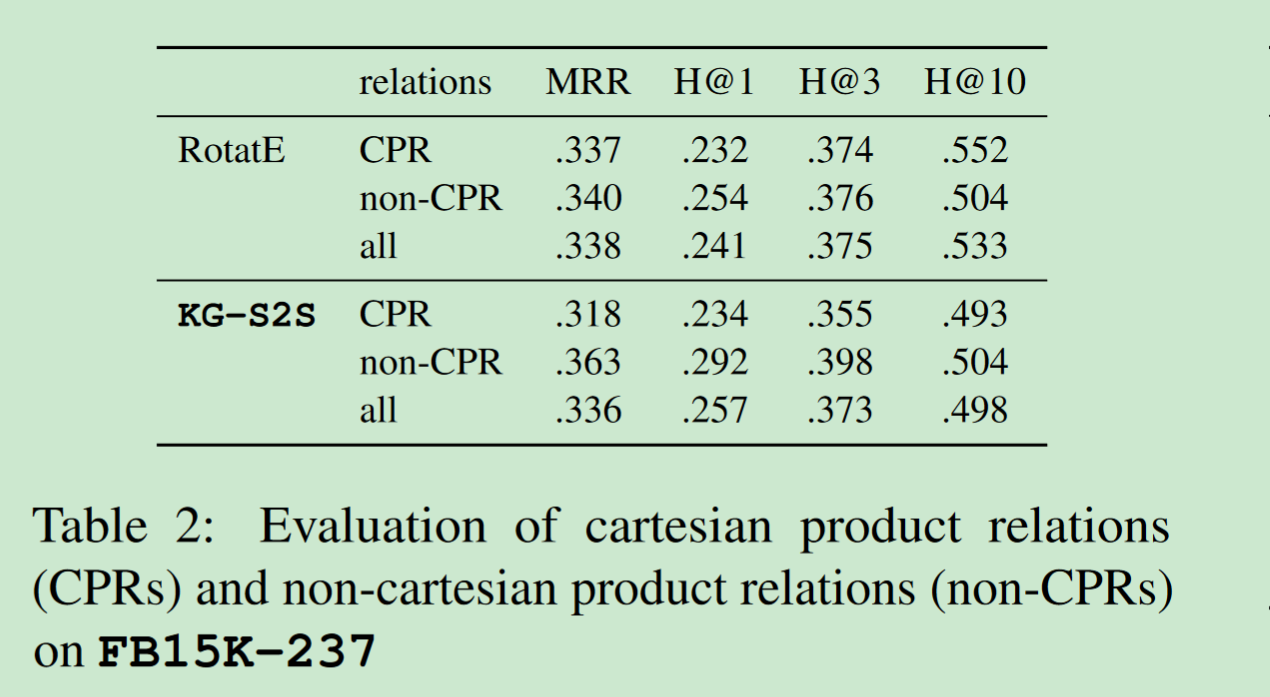 relations MRR H@1 H@3 H@10
RotatE CPR .337 .232 .374 .552
non-CPR .340 .254 .376 .504
all .338 .241 .375 .533
KG-S2S CPR .318 .234 .355 .493
non-CPR .363 .292 .398 .504
all .336 .257 .373 .498
Table 2: Evaluation of cartesian product relations
(CPRs) and non-cartesian product relations (non-CPRs)
on FB15K-237